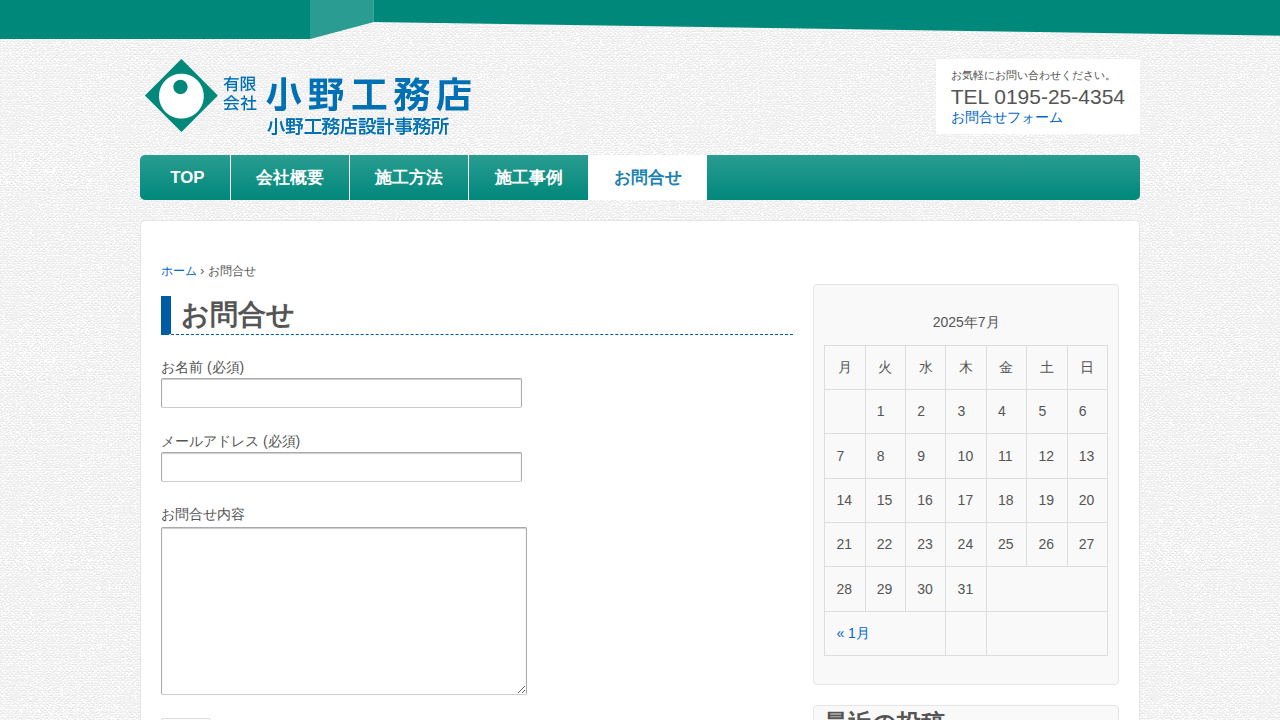 有限
会社
小野工務店
小野工務店設計事務所
お気軽にお問い合わせください。
TEL 0195-25-4354
お問合せフォーム
TOP 会社概要 施工方法 施工事例 お問合せ
ホーム › お問合せ
お問合せ
お名前 (必須)
メールアドレス (必須)
お問合せ内容
2025年7月
月 火 水 木 金 土 日
1 2 3 4 5 6
7 8 9 10 11 12 13
14 15 16 17 18 19 20
21 22 23 24 25 26 27
28 29 30 31
« 1月
最近の投稿